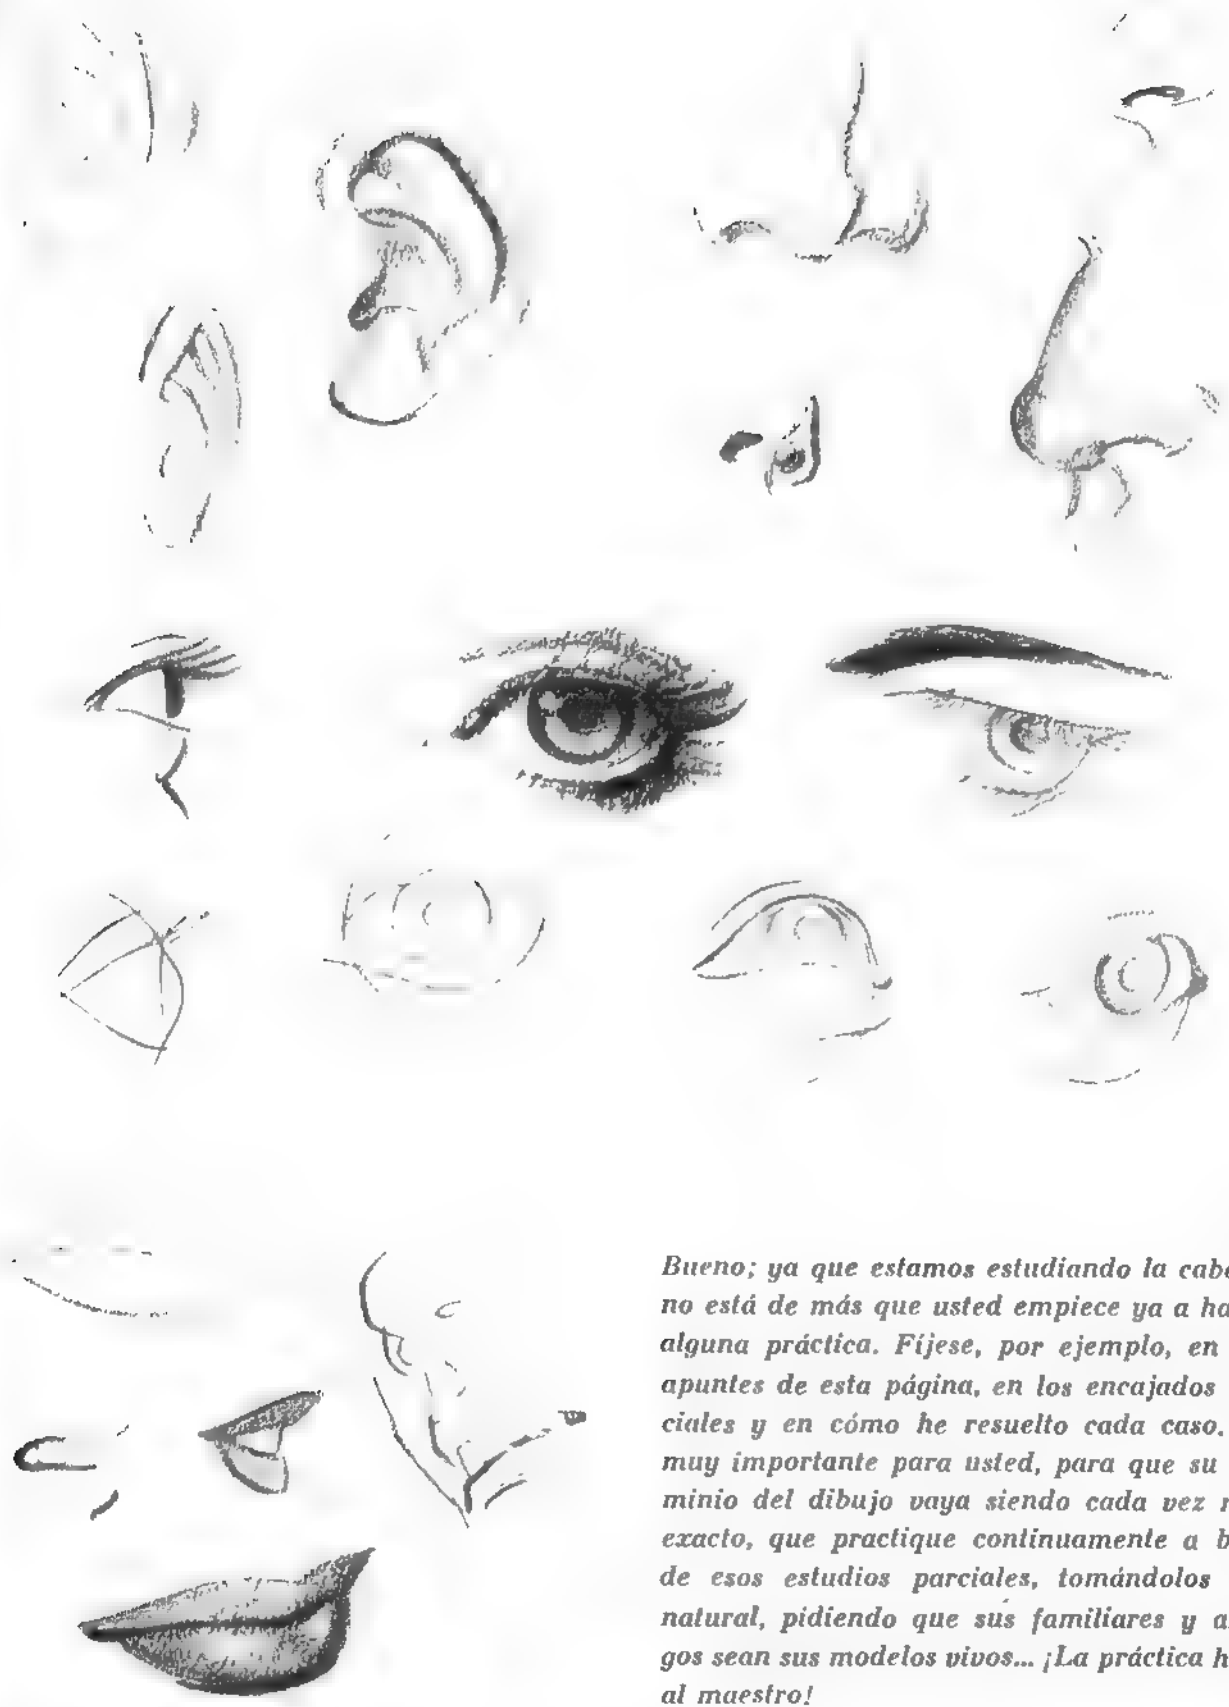 Bueno; ya que estamos estudiando la cabe
no está de más que usted empiece ya a ha
alguna práctica. Fíjese, por ejemplo, en
apuntes de esta página, en los encajados
ciales y en cómo he resuelto cada caso.
muy importante para usted, para que su
minio del dibujo vaya siendo cada vez
exacto, que practique continuamente a b
de esos estudios parciales, tomándolos
natural, pidiendo que sus familiares y a
gos sean sus modelos vivos... ¡La práctica h
al maestro!